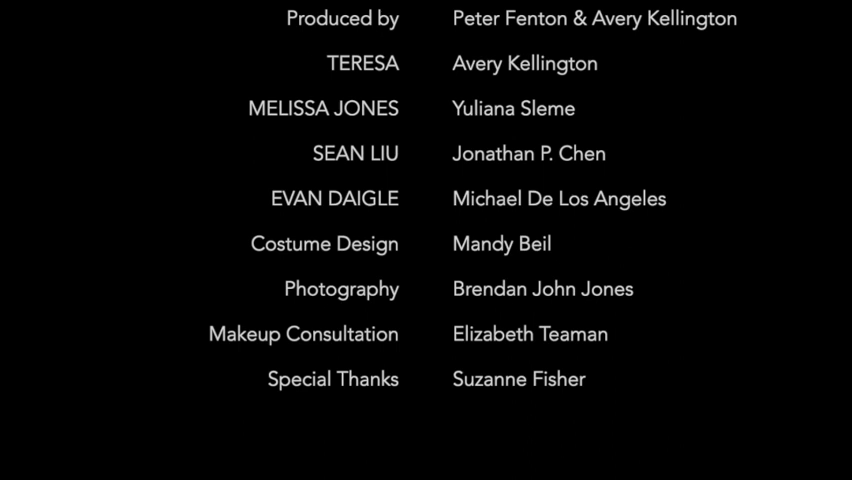 Produced by Peter Fenton & Avery Kellington
TERESA Avery Kellington
MELISSA JONES Yuliana Sleme
SEAN LIU Jonathan P. Chen
EVAN DAIGLE Michael De Los Angeles
Costume Design Mandy Beil
Photography Brendan John Jones
Makeup Consultation Elizabeth Teaman
Special Thanks Suzanne Fisher